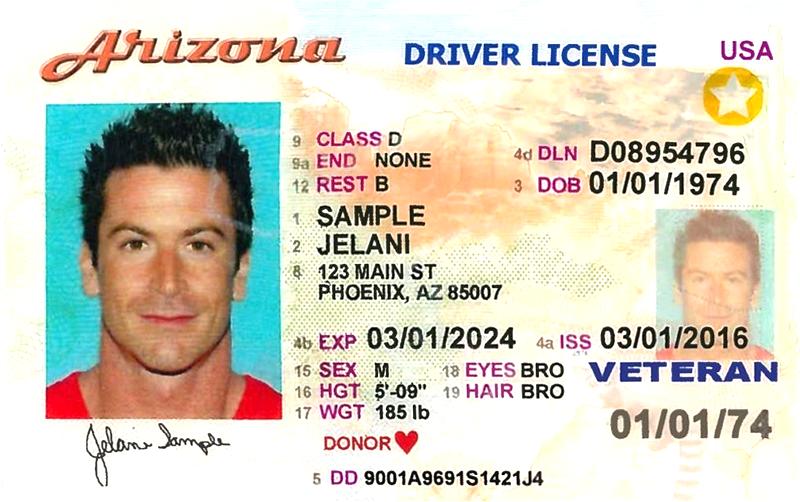 Arizona DRIVER LICENSE USA
9 CLASS D
9a END NONE 4d DLN D08954796
12 REST B 3 DOB 01/01/1974
1 SAMPLE
2 JELANI
8 123 MAIN ST
PHOENIX, AZ 85007
4b EXP 03/01/2024 4a ISS 03/01/2016
15 SEX M 18 EYES BRO VETERAN
16 HGT 5'-09" 19 HAIR BRO
17 WGT 185 lb 01/01/74
Jelani Sample
DONOR
5 DD 9001A9691S1421J4